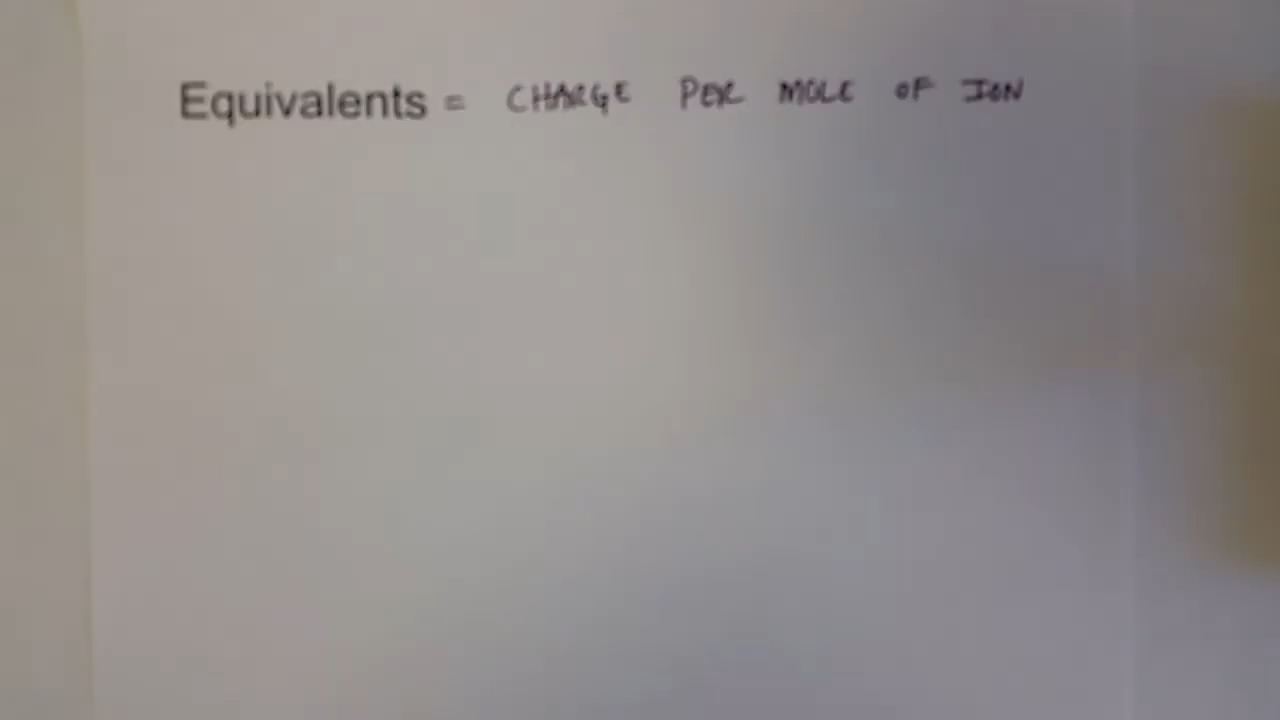 Equivalents = CHARGE PER MOLE OF ION